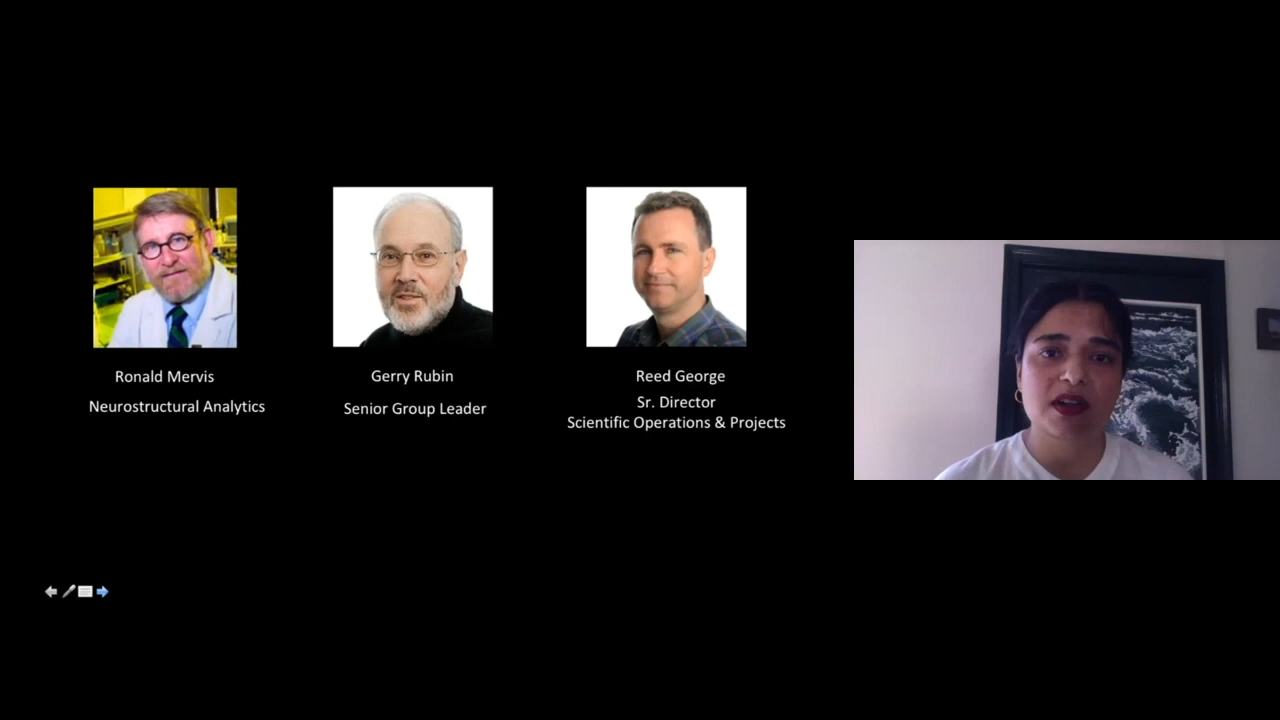 Ronald Mervis
Neurostructural Analytics
Gerry Rubin
Senior Group Leader
Reed George
Sr. Director
Scientific Operations & Projects